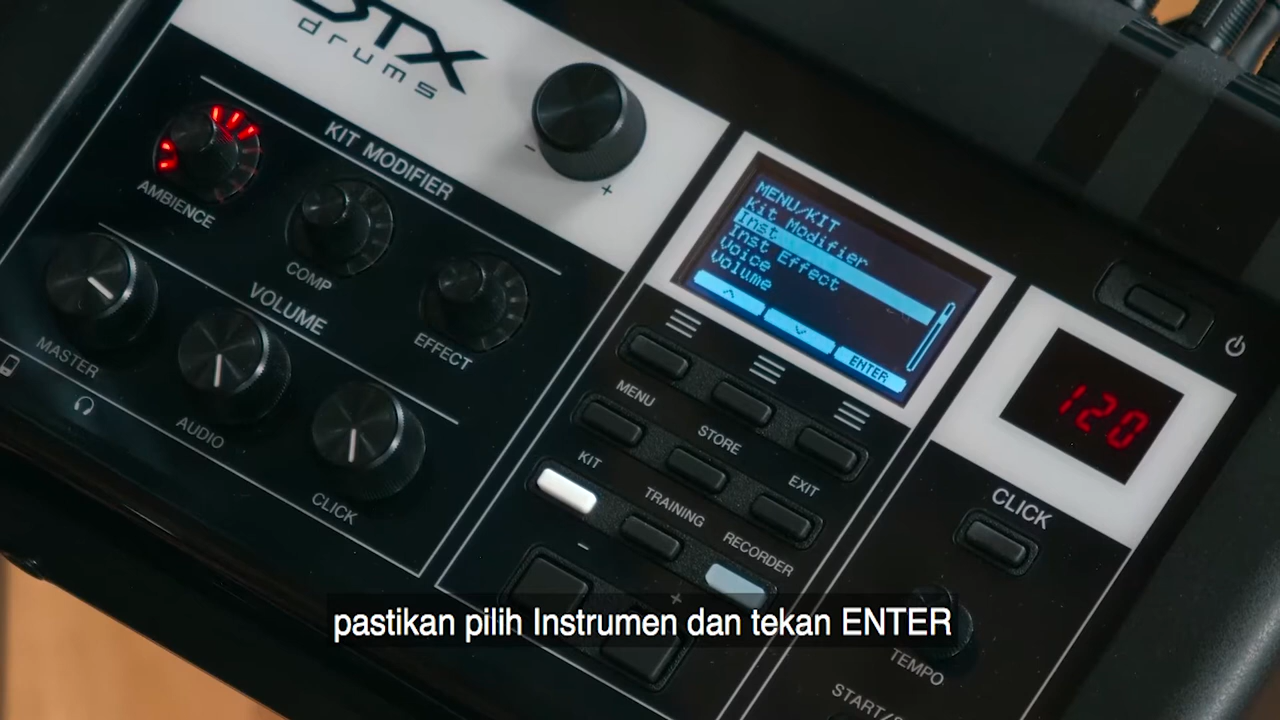 DTX
drums
KIT MODIFIER
AMBIENCE
COMP
EFFECT
VOLUME
MASTER
AUDIO
CLICK
- +
MENU/KIT
Kit Modifier
Inst
Inst Effect
Voice
Volume
ENTER
MENU
STORE
EXIT
KIT
TRAINING
RECORDER
- +
120
CLICK
TEMPO
START/S
pastikan pilih Instrumen dan tekan ENTER